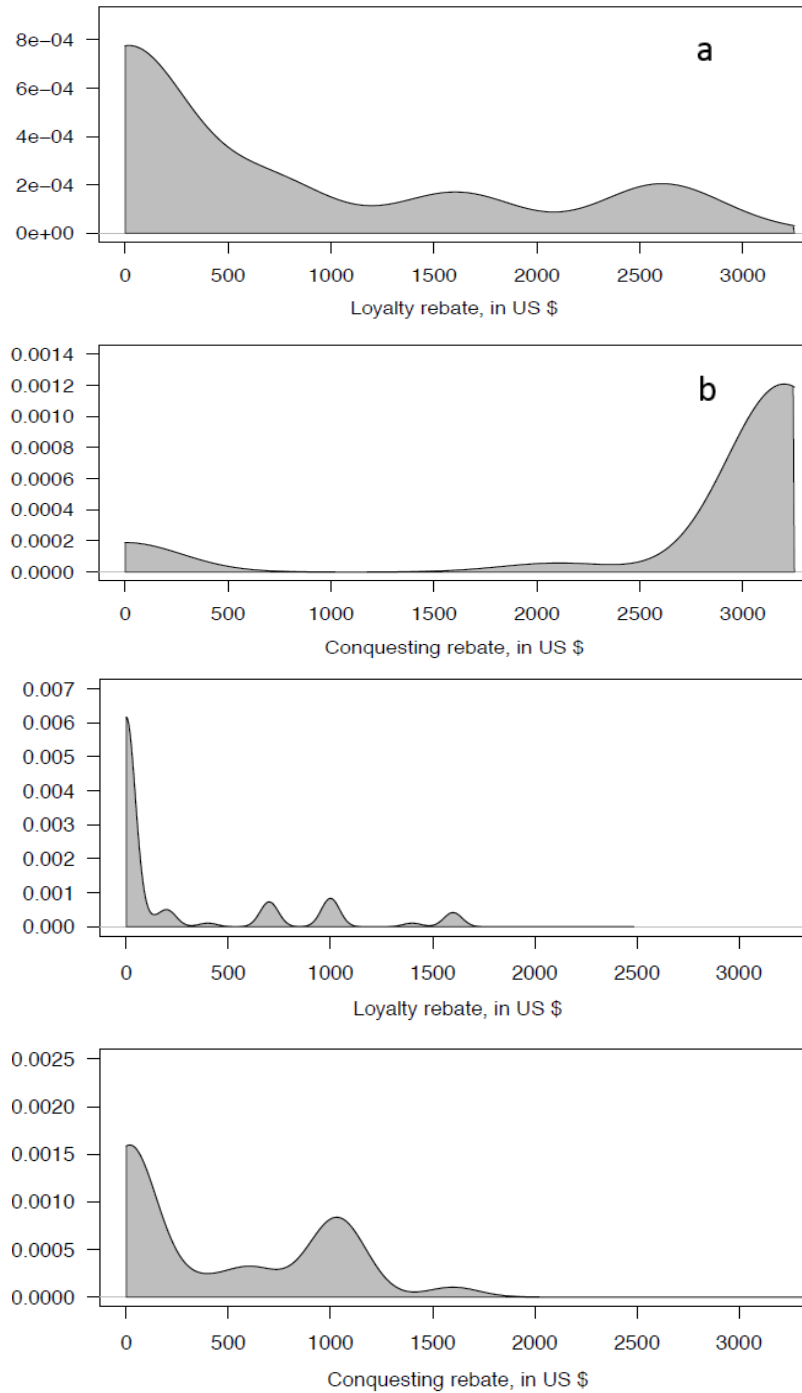 8e−04
a
6e−04
4e−04
2e−04
0e+00
0 500 1000 1500 2000 2500 3000
Loyalty rebate, in US $
0.0014
0.0012
b
0.0010
0.0008
0.0006
0.0004
0.0002
0.0000
0 500 1000 1500 2000 2500 3000
Conquesting rebate, in US $
0.007
0.006
0.005
0.004
0.003
0.002
0.001
0.000
0 500 1000 1500 2000 2500 3000
Loyalty rebate, in US $
0.0025
0.0020
0.0015
0.0010
0.0005
0.0000
0 500 1000 1500 2000 2500 3000
Conquesting rebate, in US $